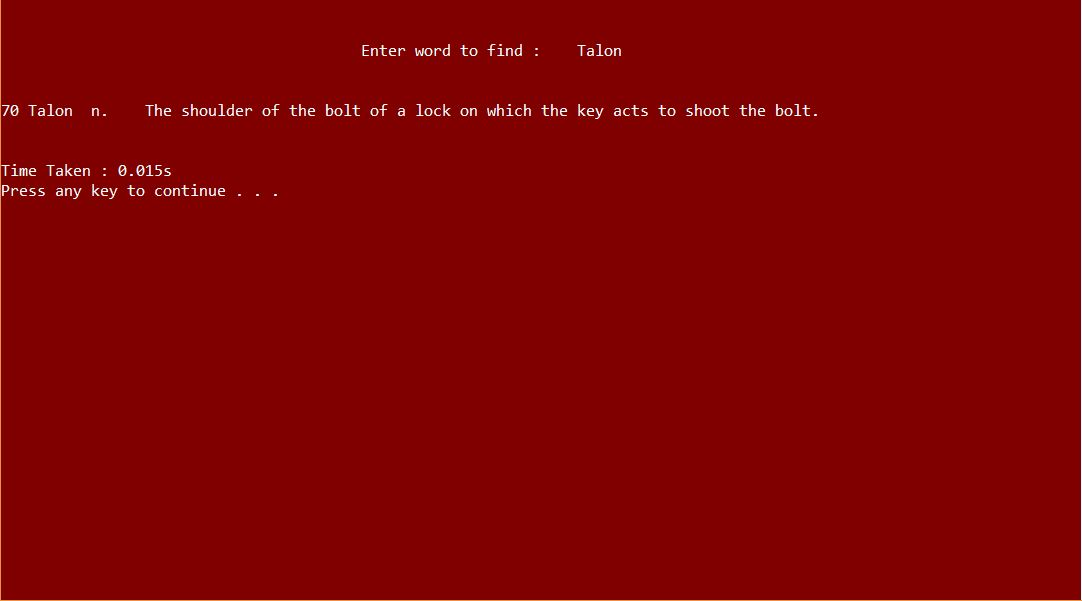 Enter word to find :    Talon
70 Talon  n.    The shoulder of the bolt of a lock on which the key acts to shoot the bolt.
Time Taken : 0.015s
Press any key to continue . . .